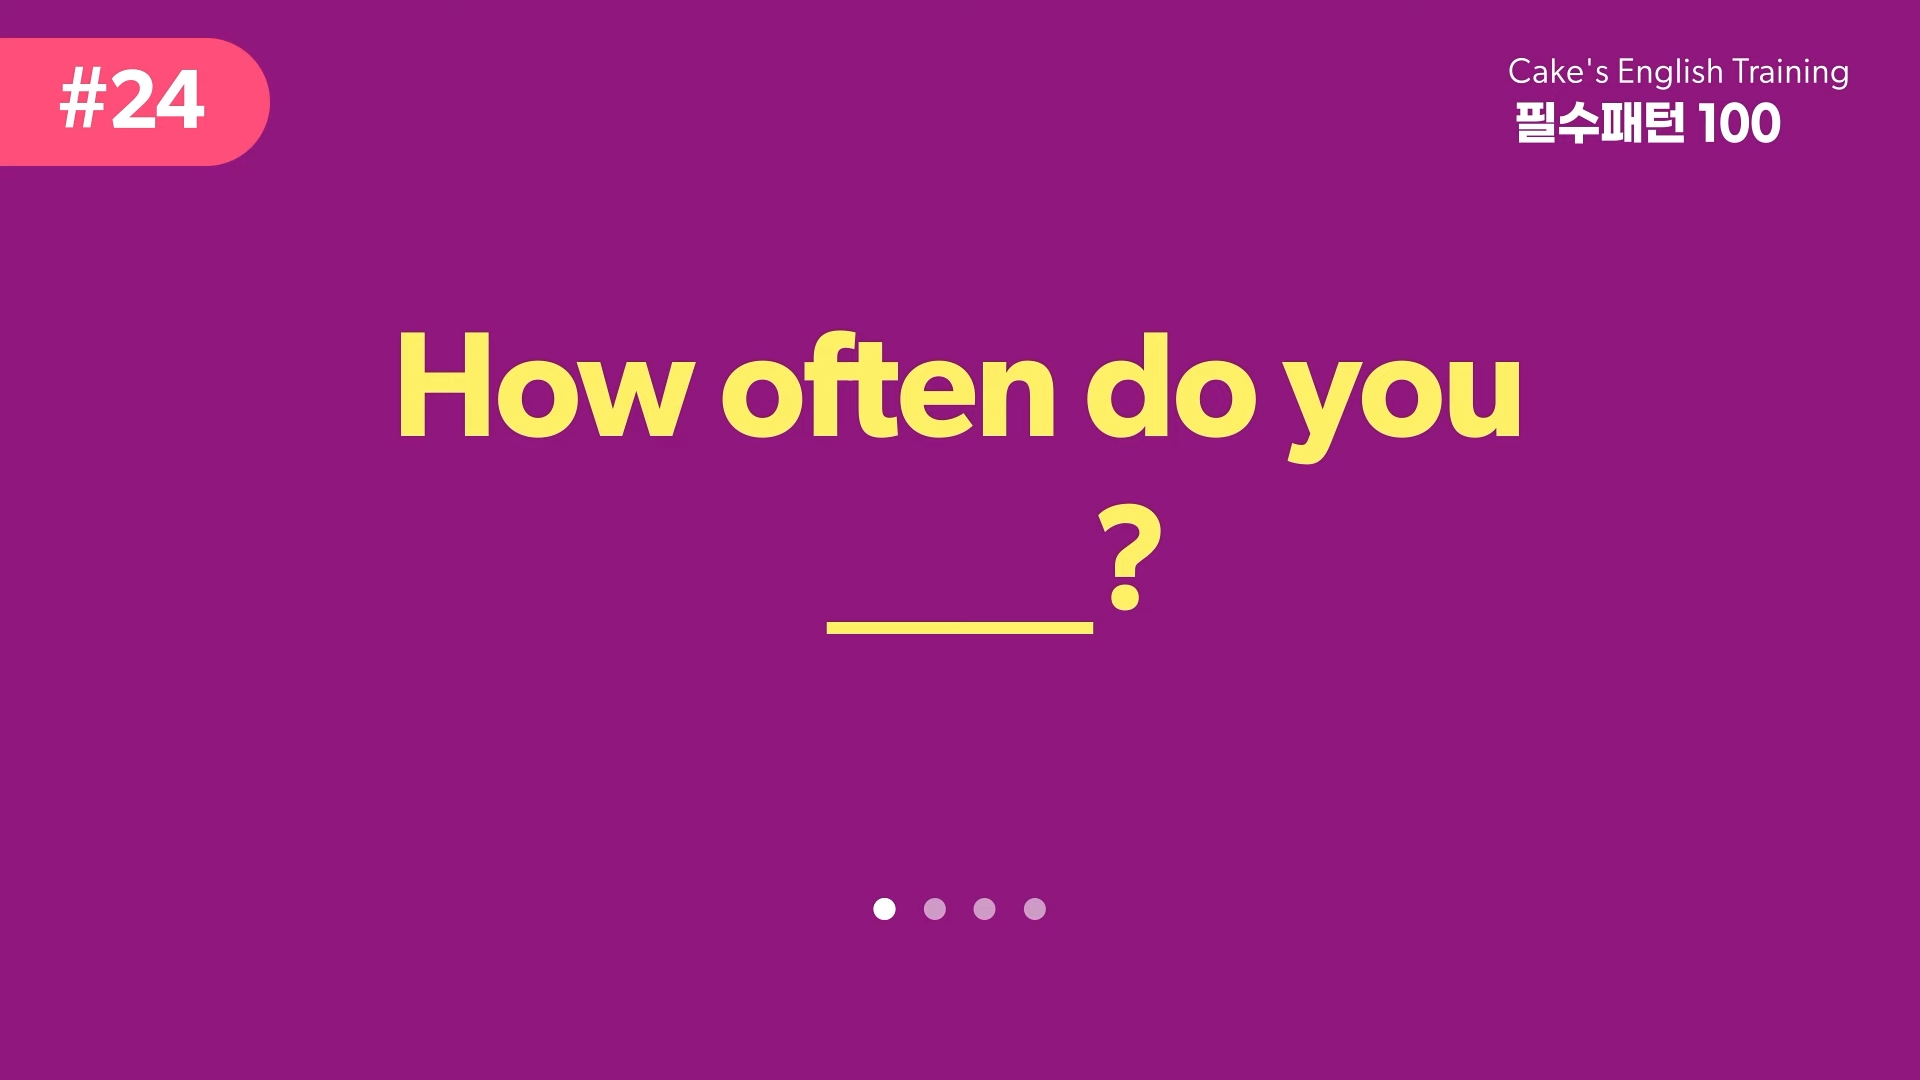 #24
Cake's English Training
필수패턴 100
How often do you
____?